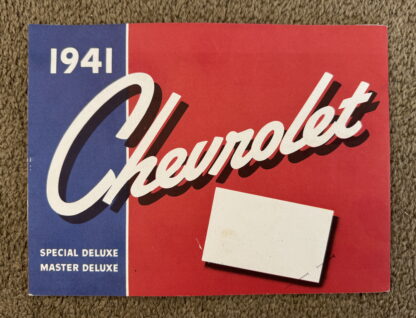 1941
Chevrolet
SPECIAL DELUXE
MASTER DELUXE